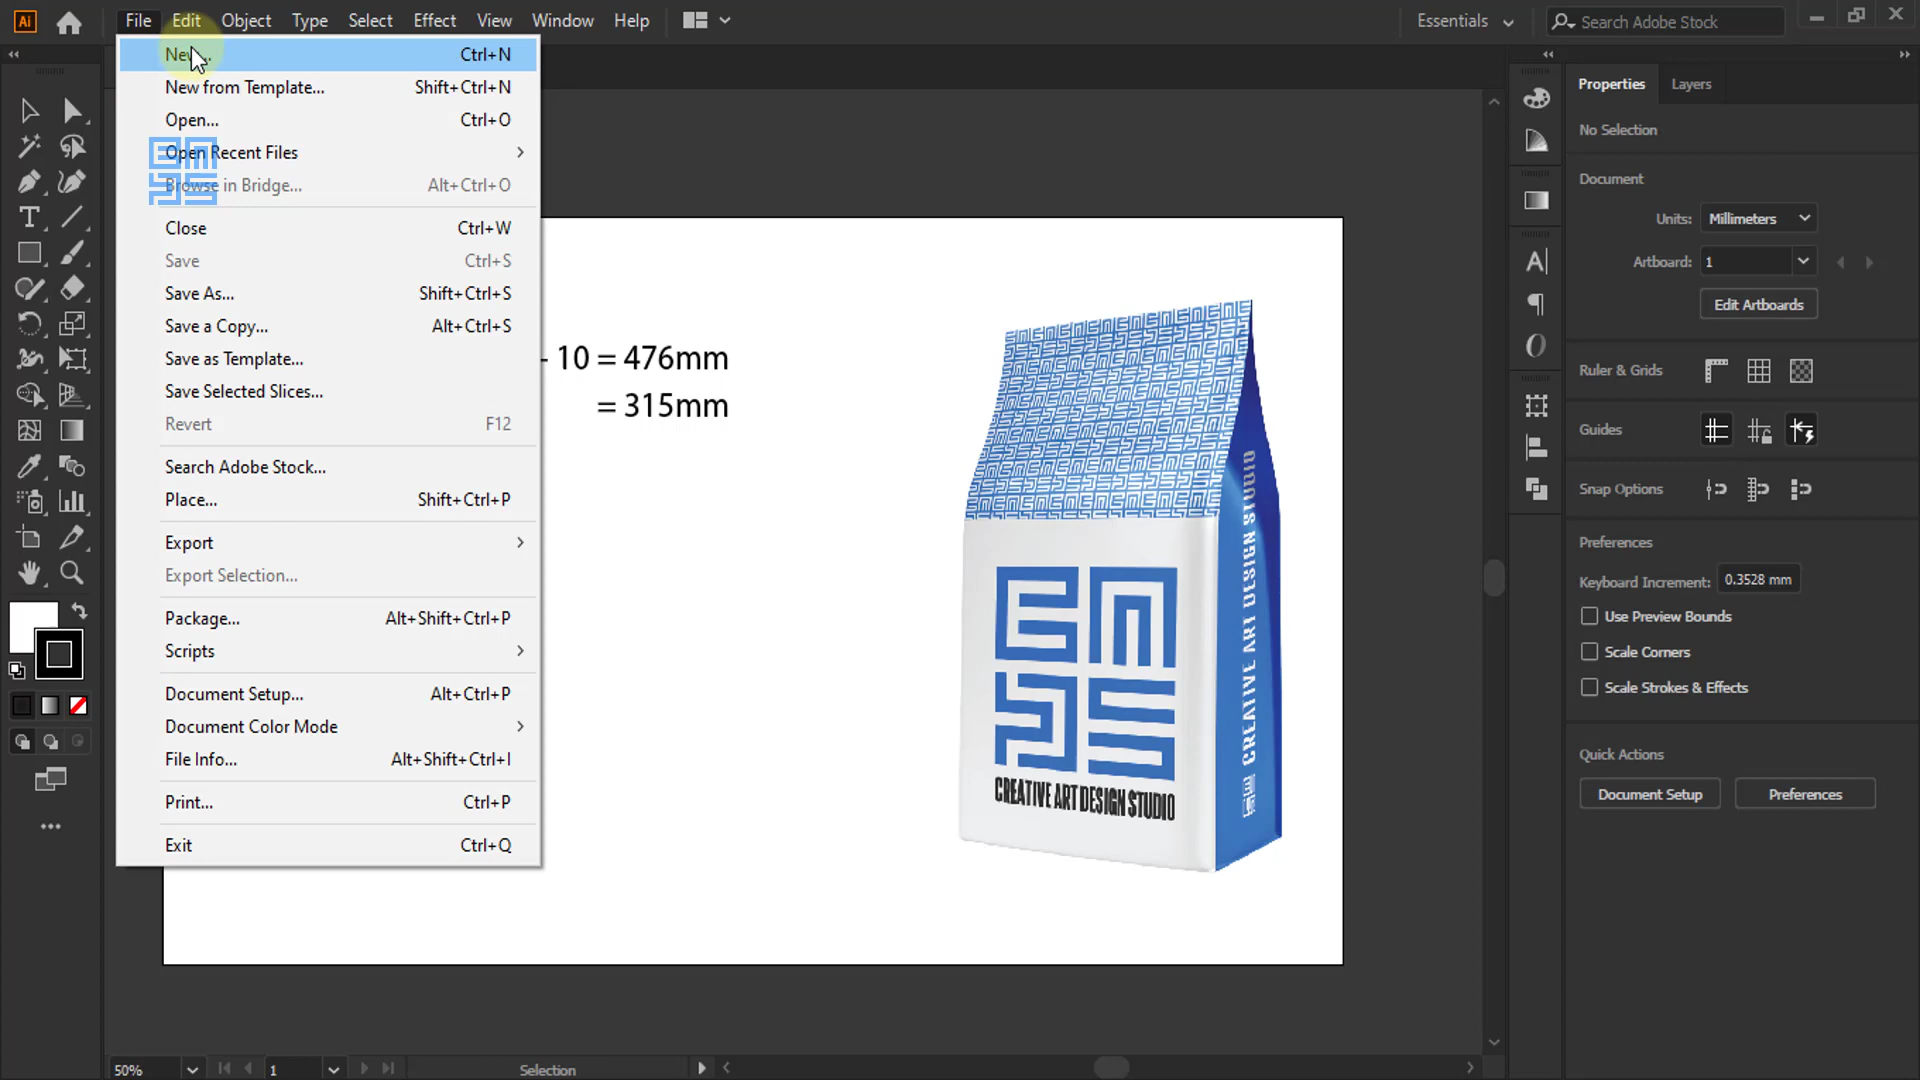 Ai
File Edit Object Type Select Effect View Window Help
Essentials
Search Adobe Stock
New... Ctrl+N
New from Template... Shift+Ctrl+N
Open... Ctrl+O
Open Recent Files
Browse in Bridge... Alt+Ctrl+O
Close Ctrl+W
Save Ctrl+S
Save As... Shift+Ctrl+S
Save a Copy... Alt+Ctrl+S
Save as Template...
Save Selected Slices...
Revert F12
Search Adobe Stock...
Place... Shift+Ctrl+P
Export
Export Selection...
Package... Alt+Shift+Ctrl+P
Scripts
Document Setup... Alt+Ctrl+P
Document Color Mode
File Info... Alt+Shift+Ctrl+I
Print... Ctrl+P
Exit Ctrl+Q
- 10 = 476mm
= 315mm
CREATIVE ART DESIGN STUDIO
CREATIVE ART DESIGN STUDIO
Properties Layers
No Selection
Document
Units: Millimeters
Artboard: 1
Edit Artboards
Ruler & Grids
Guides
Snap Options
Preferences
Keyboard Increment: 0.3528 mm
Use Preview Bounds
Scale Corners
Scale Strokes & Effects
Quick Actions
Document Setup Preferences
50% 1 Selection